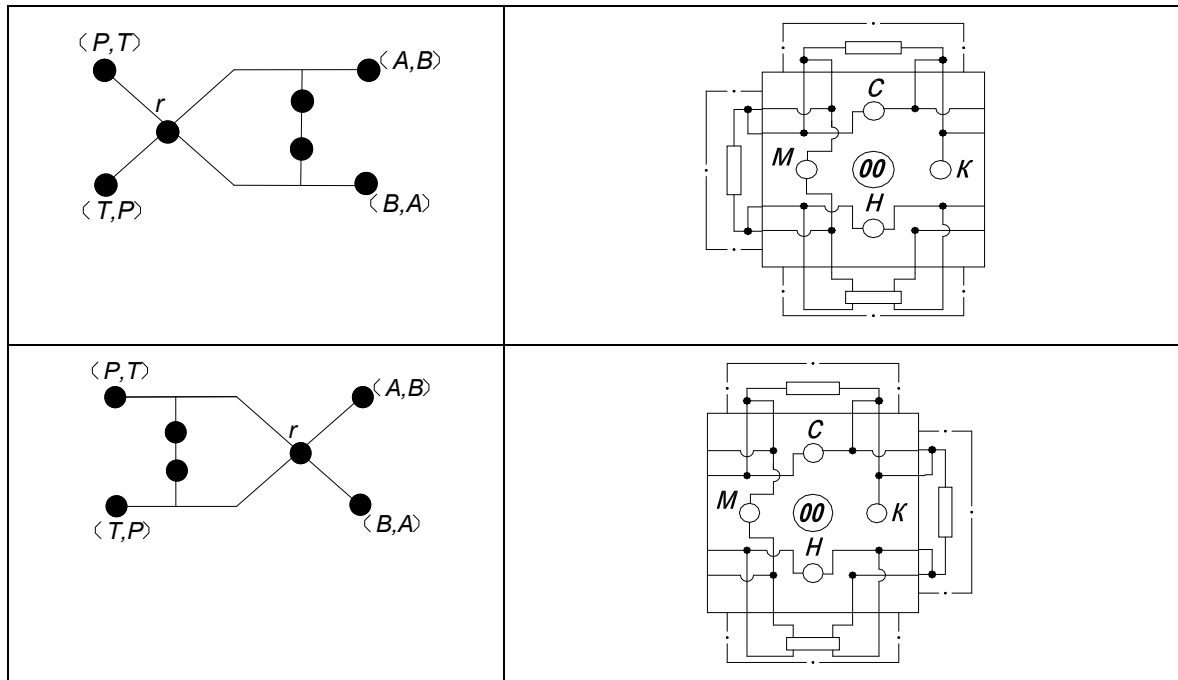 (P,T)
(A,B)
r
(T,P)
(B,A)
C
M
00
K
H
(P,T)
(A,B)
r
(T,P)
(B,A)
C
M
00
K
H